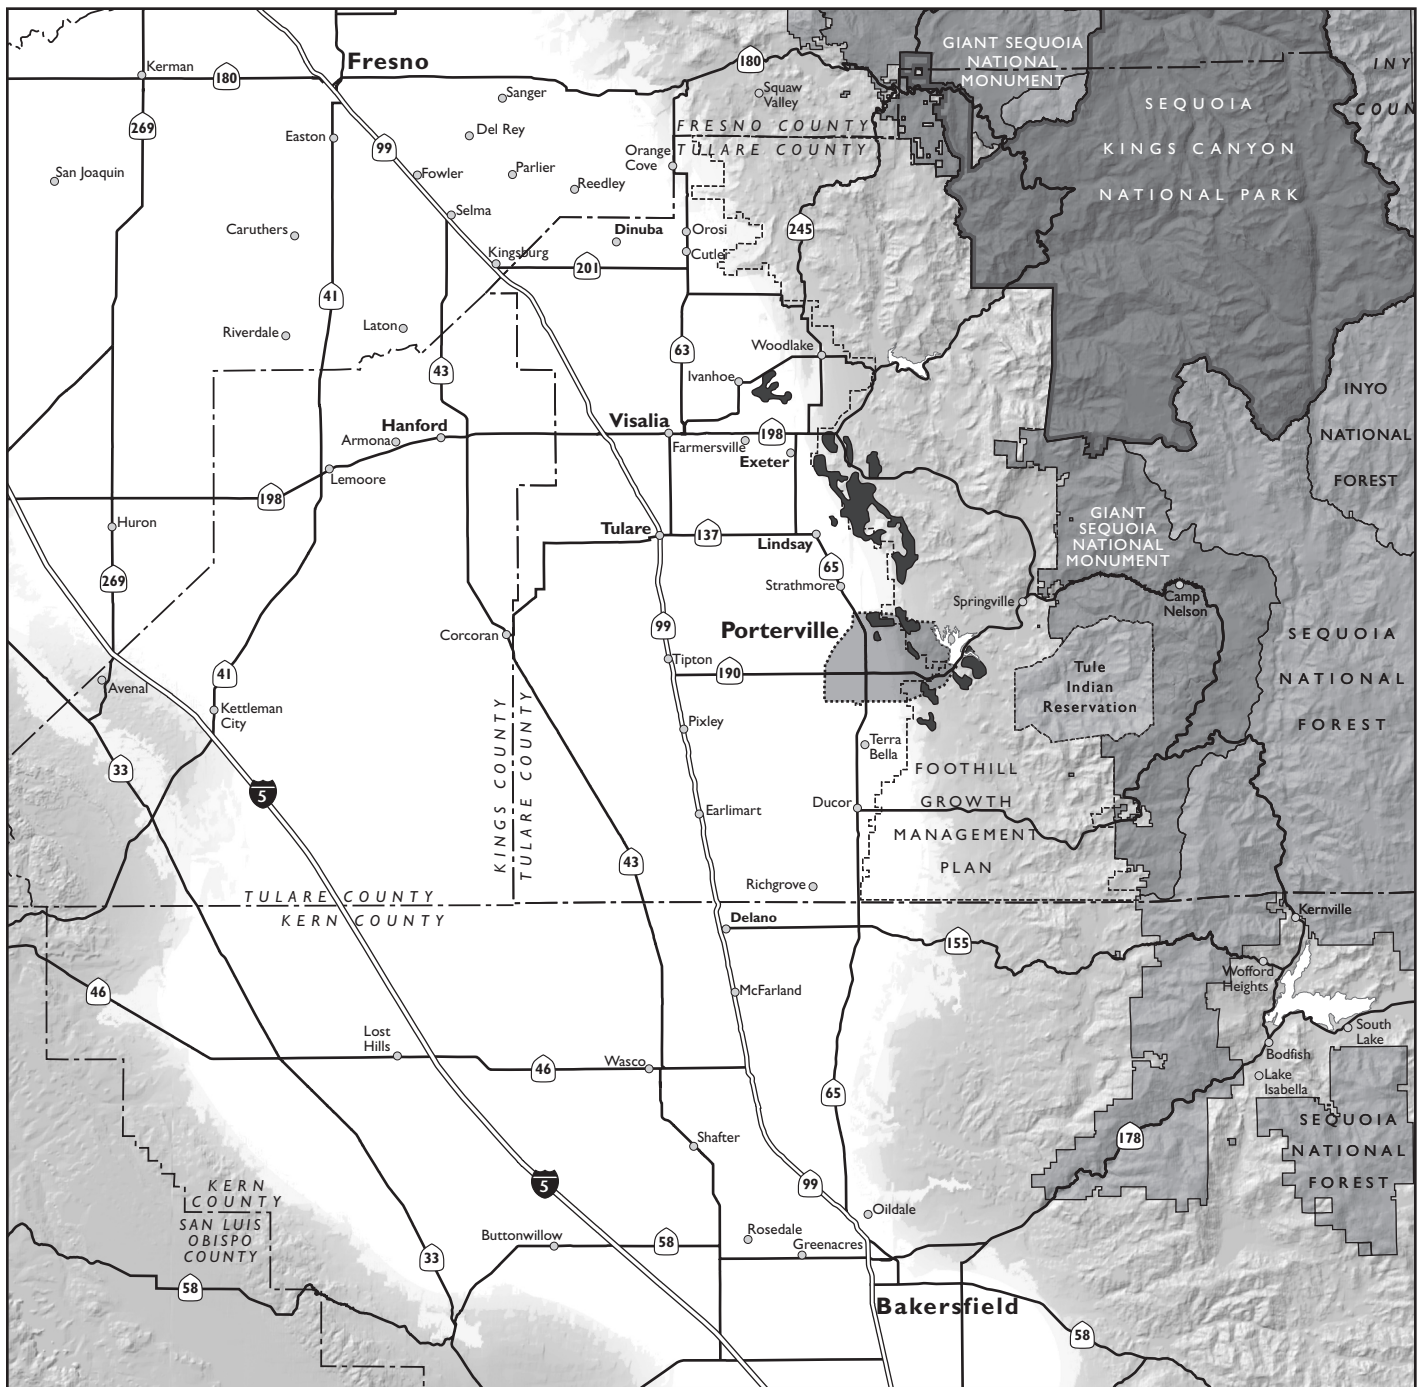 GIANT SEQUOIA
NATIONAL
MONUMENT
Fresno
180
Kerman
180
Squaw
Valley
INY
COUN
SEQUOIA
KINGS CANYON
NATIONAL PARK
Sanger
269
Easton
99
Del Rey
FRESNO COUNTY
TULARE COUNTY
Orange
Cove
San Joaquin
Fowler
Parlier
Reedley
Selma
Caruthers
Dinuba
Orosi
245
Kingsburg
201
Cutler
41
Riverdale
Laton
63
Woodlake
43
Ivanhoe
INYO
NATIONAL
FOREST
Hanford
Visalia
198
Armona
Farmersville
Exeter
Lemoore
198
Huron
Tulare
137
Lindsay
GIANT
SEQUOIA
NATIONAL
MONUMENT
269
65
Strathmore
Springville
Camp
Nelson
Corcoran
99
Porterville
SEQUOIA
NATIONAL
FOREST
Tipton
190
Tule
Indian
Reservation
41
Avenal
Kettleman
City
KINGS COUNTY
TULARE COUNTY
Pixley
Terra
Bella
33
5
FOOTHILL
GROWTH
MANAGEMENT
PLAN
Earlimart
Ducor
43
Richgrove
TULARE COUNTY
KERN COUNTY
Delano
Kernville
155
46
McFarland
Wofford
Heights
Lost
Hills
46
Wasco
South
Lake
Bodfish
Lake
Isabella
65
SEQUOIA
NATIONAL
FOREST
Shafter
178
5
99
KERN
COUNTY
SAN LUIS
OBISPO
COUNTY
Oildale
Buttonwillow
58
Rosedale
Greenacres
33
58
Bakersfield
58